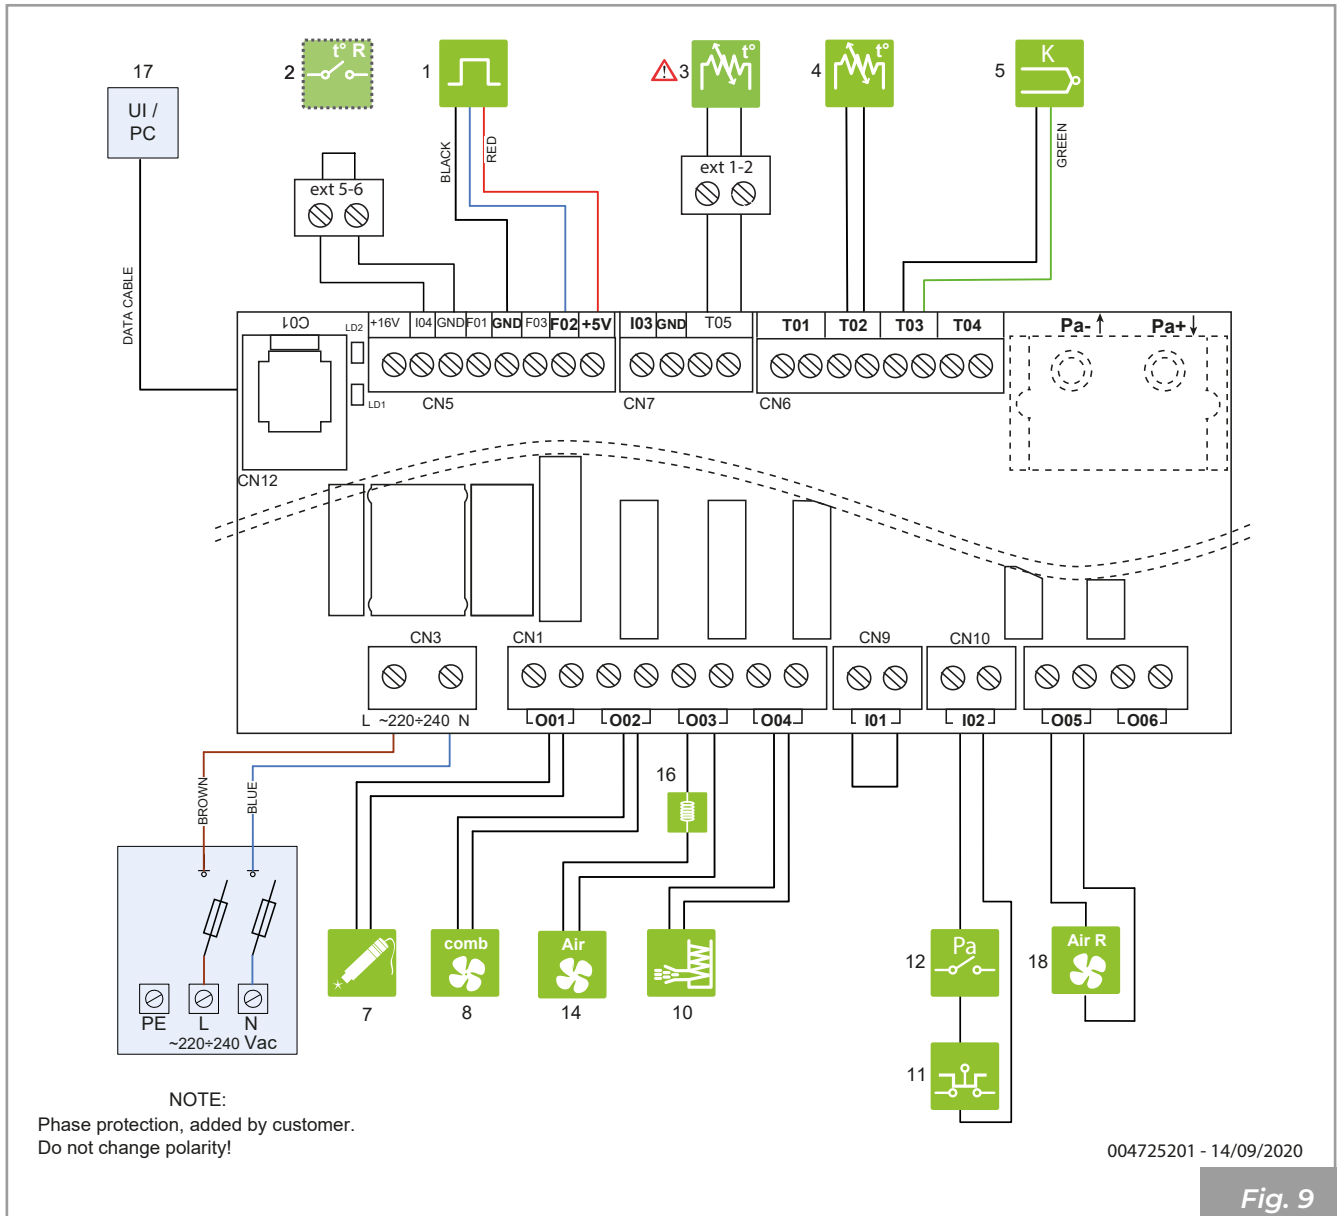 17
UI /
PC
2
t° R
1
⚠ 3
t°
4
t°
5
K
BLACK
RED
GREEN
ext 5-6
ext 1-2
DATA CABLE
C01
LD2
LD1
+16V I04 GND F01 GND F03 F02 +5V
I03 GND T05
T01 T02 T03 T04
Pa- ↑ Pa+ ↓
CN5
CN7
CN6
CN12
CN3
CN1
CN9
CN10
L ~220÷240 N
O01 O02 O03 O04
I01
I02
O05 O06
BROWN
BLUE
16
PE L N
~220÷240 Vac
7
comb
8
Air
14
10
12
Pa
11
18
Air R
NOTE:
Phase protection, added by customer.
Do not change polarity!
004725201 - 14/09/2020
Fig. 9